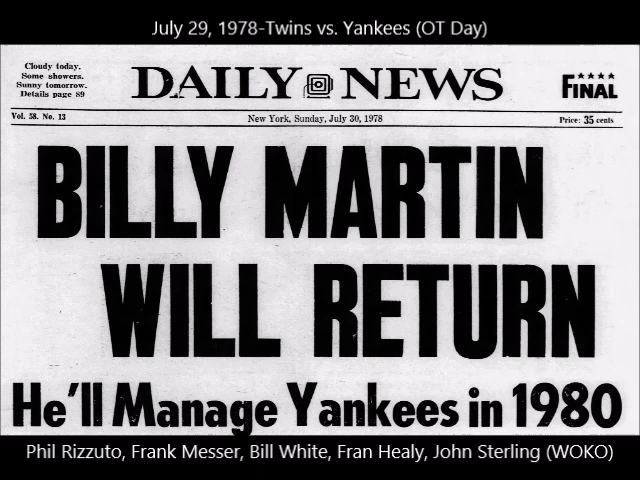 July 29, 1978-Twins vs. Yankees (OT Day)
Cloudy today.
Some showers.
Sunny tomorrow.
Details page 89
DAILY NEWS
FINAL
Vol. 58. No. 13
New York, Sunday, July 30, 1978
Price: 35 cents
BILLY MARTIN
WILL RETURN
He'll Manage Yankees in 1980
Phil Rizzuto, Frank Messer, Bill White, Fran Healy, John Sterling (WOKO)